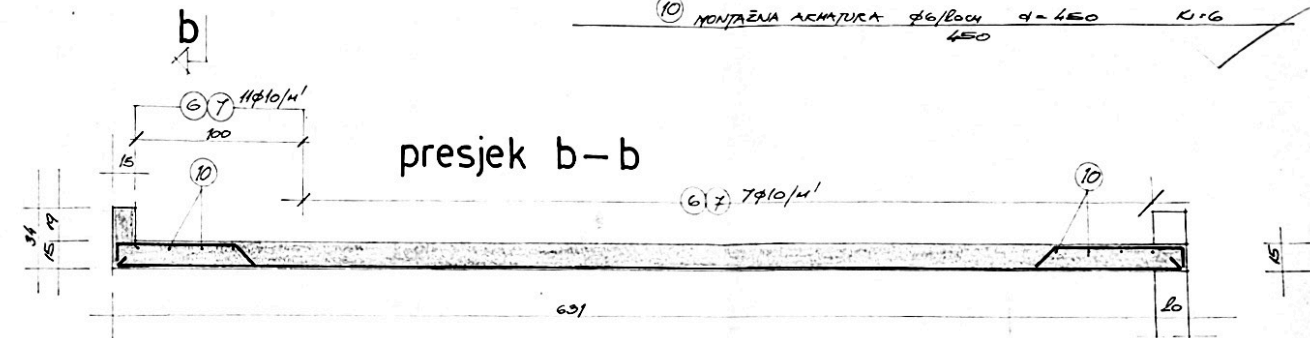 10 MONTAŽNA ARMATURA ϕ6/20cm d=450 K=6
450
b
6 7 11ϕ10/m'
100
15
10
presjek b-b
6 7 7ϕ10/m'
10
34
15 19
15
631
20